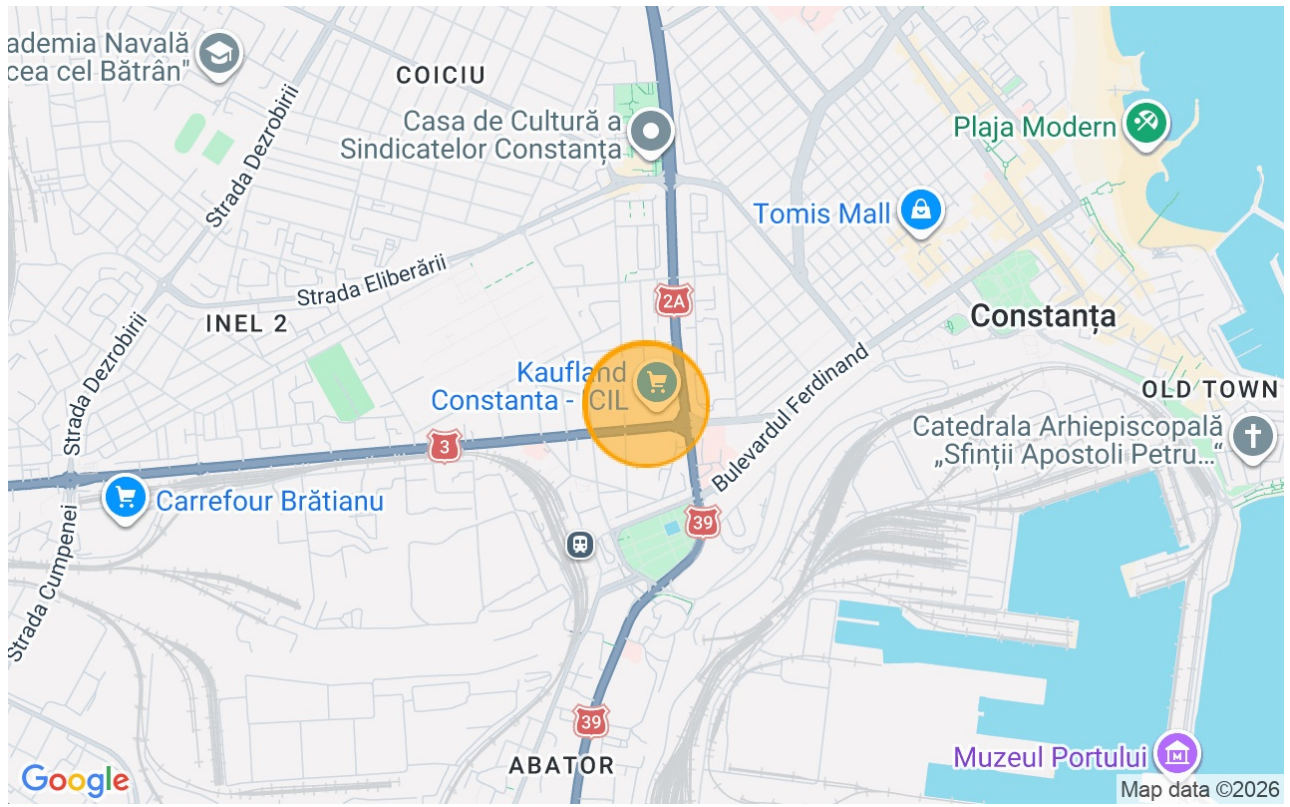 ademia Navală
cea cel Bătrân"
COICIU
Casa de Cultură a
Sindicatelor Constanța
Plaja Modern
Strada Dezrobirii
Tomis Mall
Strada Eliberării
2A
INEL 2
Constanța
Strada Dezrobirii
Kaufland
Constanta - CIL
Bulevardul Ferdinand
OLD TOWN
3
Catedrala Arhiepiscopală
„Sfinții Apostoli Petru...“
Carrefour Brătianu
39
Strada Cumpenei
39
ABATOR
Muzeul Portului
Google
Map data ©2026